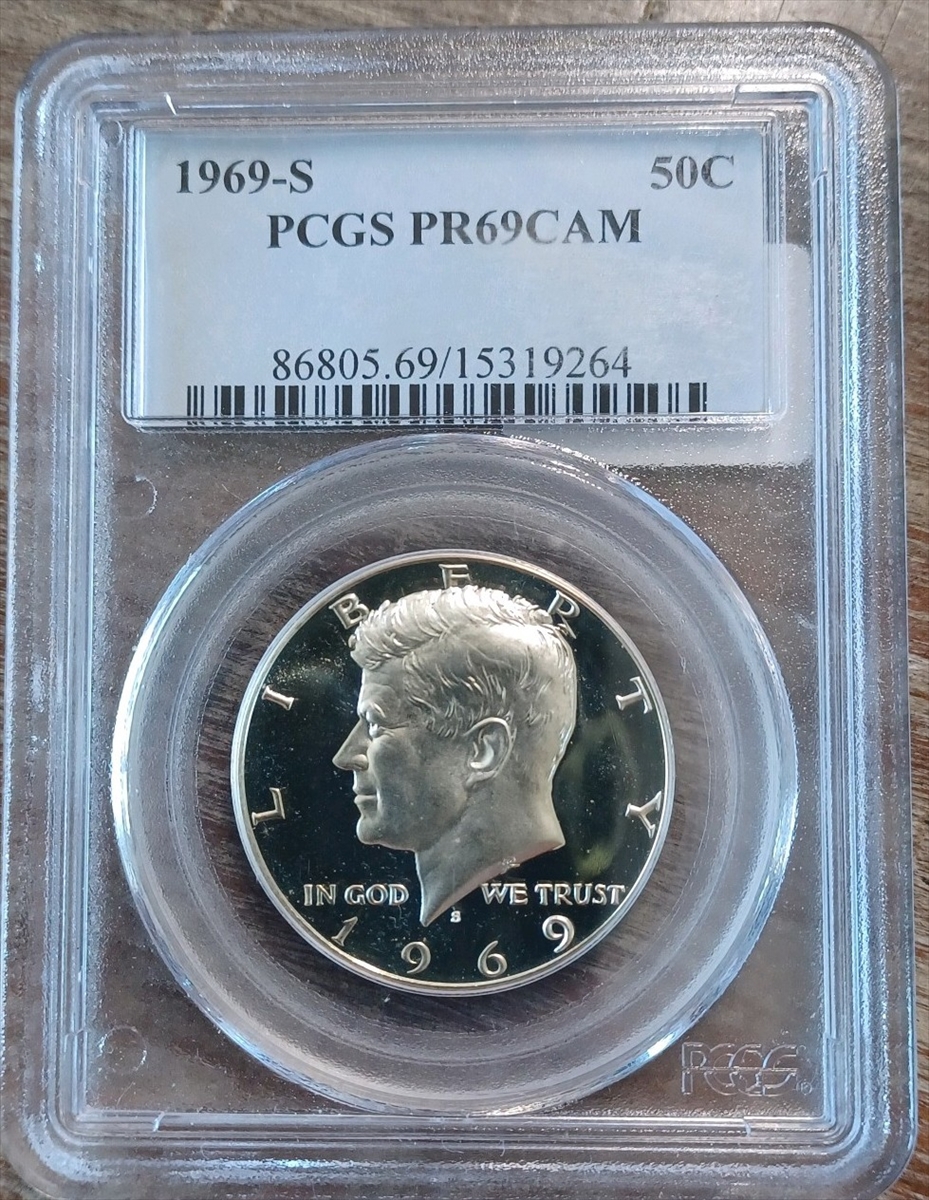 1969-S 50C
PCGS PR69CAM
86805.69/15319264
LIBERTY
IN GOD WE TRUST
S
1969
PCGS